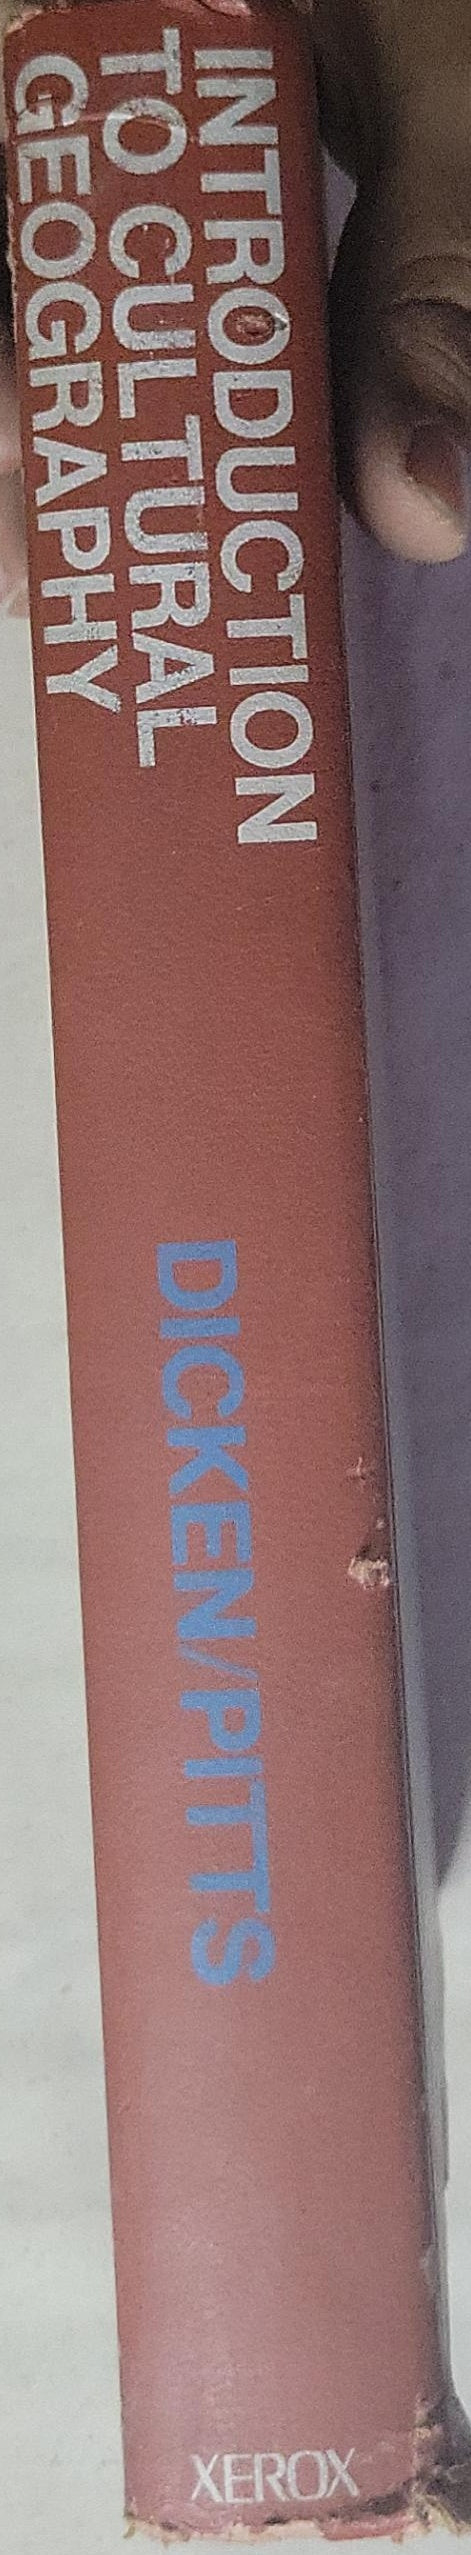 INTRODUCTION
TO CULTURAL
GEOGRAPHY
DICKEN/PITTS
XEROX